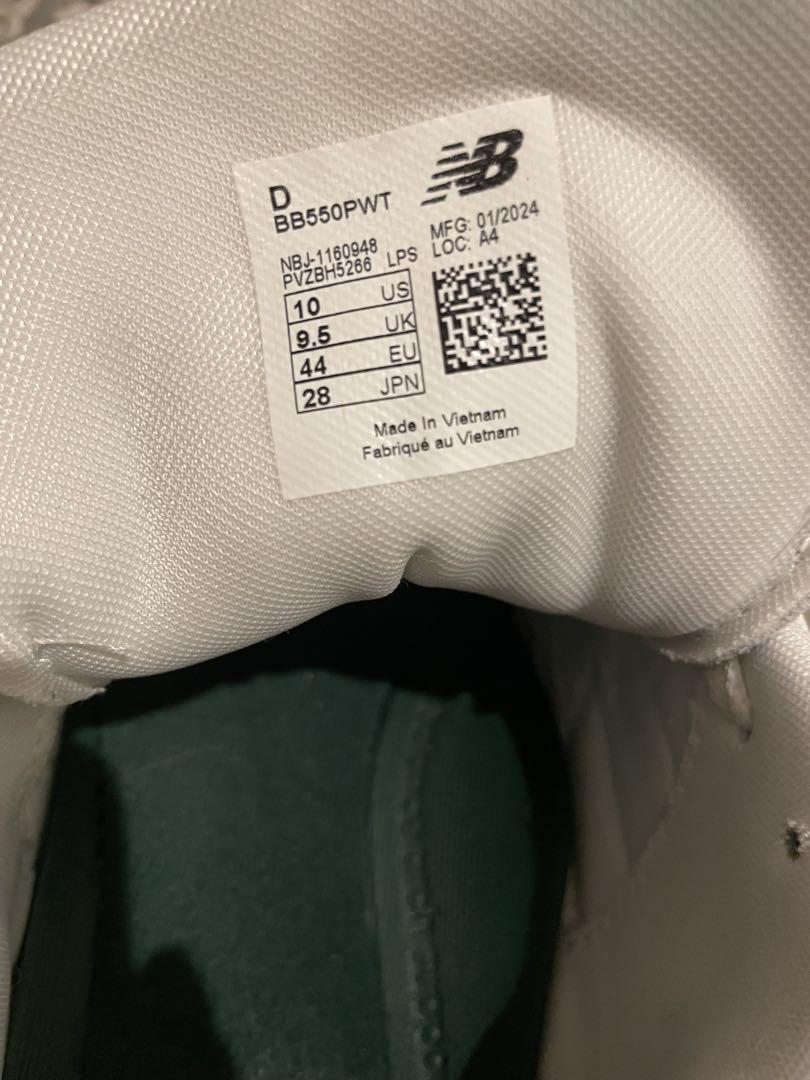 NB
D
BB550PWT
MFG: 01/2024
LOC: A4
NBJ-1160948
PVZBH5266 LPS
10 US
9.5 UK
44 EU
28 JPN
Made In Vietnam
Fabriqué au Vietnam